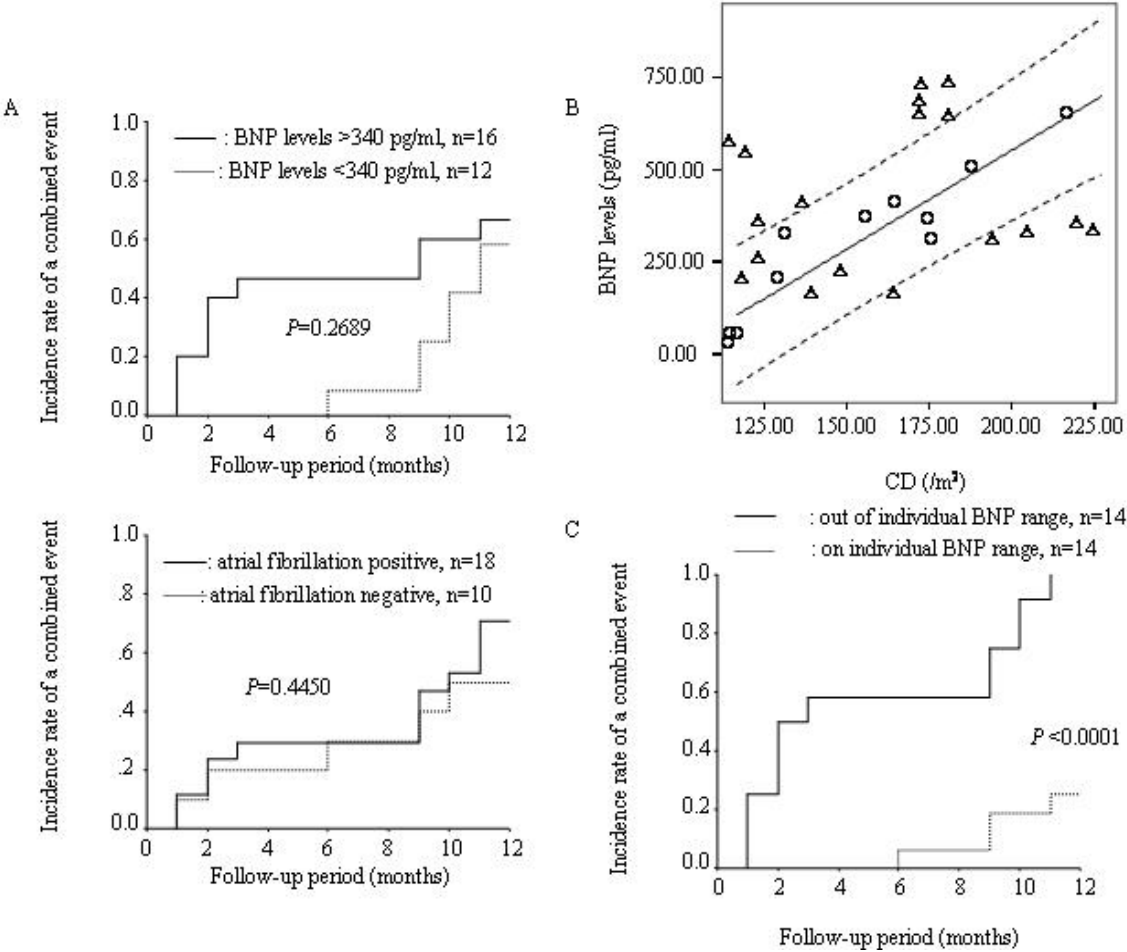 A
Incidence rate of a combined event
1.0
0.8
0.6
0.4
0.2
0.0
: BNP levels >340 pg/ml, n=16
: BNP levels <340 pg/ml, n=12
P=0.2689
0 2 4 6 8 10 12
Follow-up period (months)
Incidence rate of a combined event
1.0
.8
.6
.4
.2
0.0
: atrial fibrillation positive, n=18
: atrial fibrillation negative, n=10
P=0.4450
0 2 4 6 8 10 12
Follow-up period (months)
B
BNP levels (pg/ml)
750.00
500.00
250.00
0.00
125.00 150.00 175.00 200.00 225.00
CD (/m²)
C
: out of individual BNP range, n=14
: on individual BNP range, n=14
Incidence rate of a combined event
1.0
0.8
0.6
0.4
0.2
0.0
P <0.0001
0 2 4 6 8 10 12
Follow-up period (months)